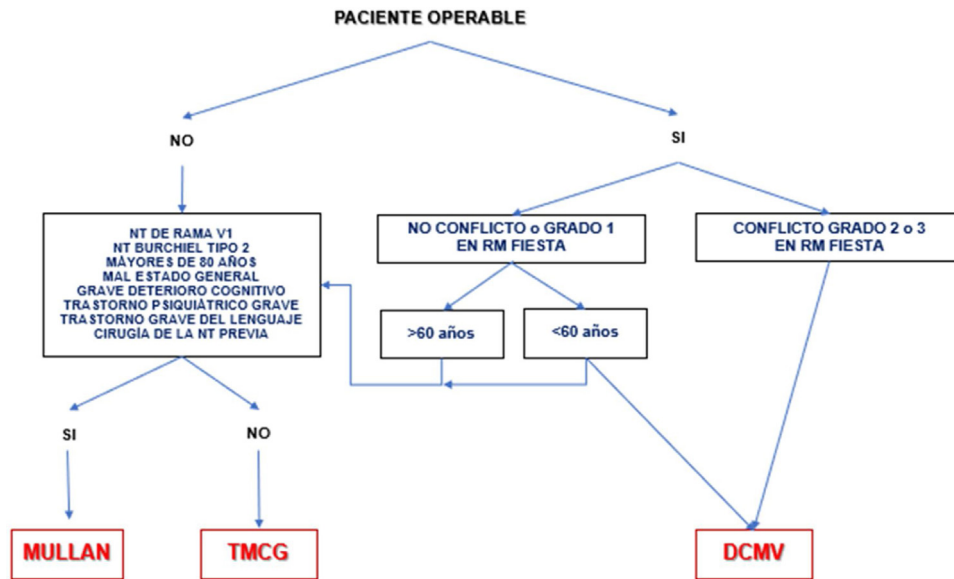 PACIENTE OPERABLE
NO
SI
NT DE RAMA V1
NT BURCHIEL TIPO 2
MAYORES DE 80 AÑOS
MAL ESTADO GENERAL
GRAVE DETERIORO COGNITIVO
TRASTORNO PSIQUIÁTRICO GRAVE
TRASTORNO GRAVE DEL LENGUAJE
CIRUGÍA DE LA NT PREVIA
NO CONFLICTO o GRADO 1
EN RM FIESTA
CONFLICTO GRADO 2 o 3
EN RM FIESTA
>60 años
<60 años
SI
NO
MULLAN
TMCG
DCMV